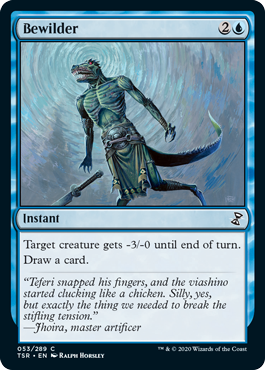 Bewilder 2
Instant
Target creature gets -3/-0 until end of turn.
Draw a card.
"Teferi snapped his fingers, and the viashino
started clucking like a chicken. Silly, yes,
but exactly the thing we needed to break the
stifling tension."
—Jhoira, master artificer
053/289 C
TSR • EN RALPH HORSLEY
™ & © 2020 Wizards of the Coast